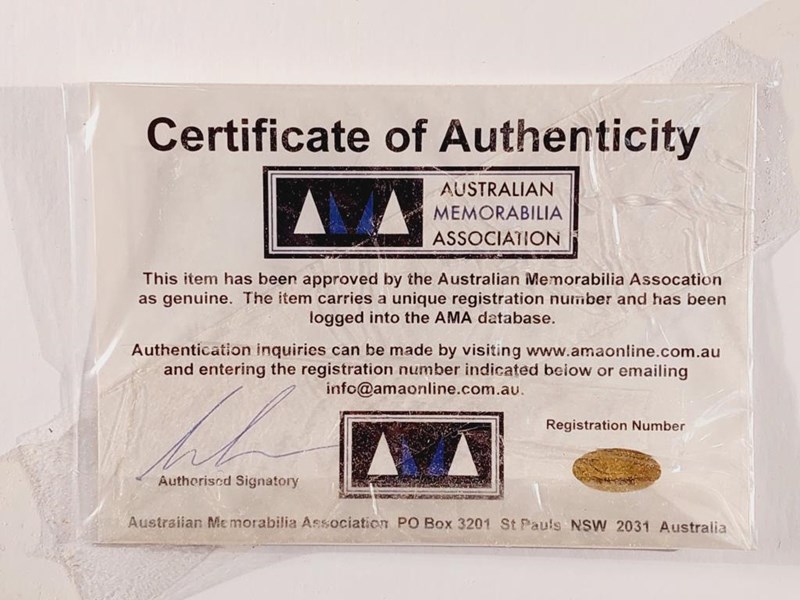 Certificate of Authenticity
AUSTRALIAN
MEMORABILIA
ASSOCIATION
This item has been approved by the Australian Memorabilia Assocation
as genuine. The item carries a unique registration number and has been
logged into the AMA database.
Authentication inquiries can be made by visiting www.amaonline.com.au
and entering the registration number indicated below or emailing
info@amaonline.com.au.
Registration Number
Authorised Signatory
Australian Memorabilia Association PO Box 3201 St Pauls NSW 2031 Australia